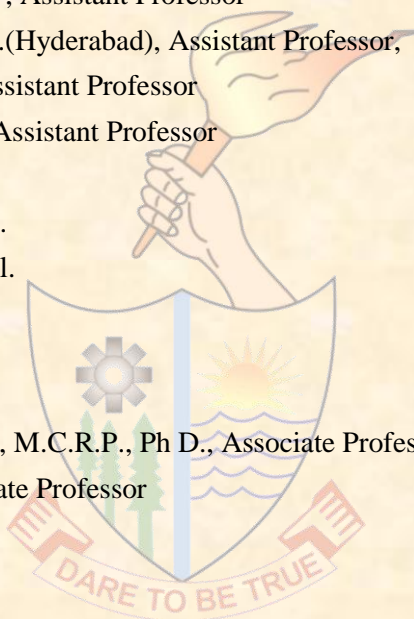 , Assistant Professor
.(Hyderabad), Assistant Professor,
ssistant Professor
Assistant Professor
.
l.
, M.C.R.P., Ph D., Associate Profes
ate Professor
DARE TO BE TRUE